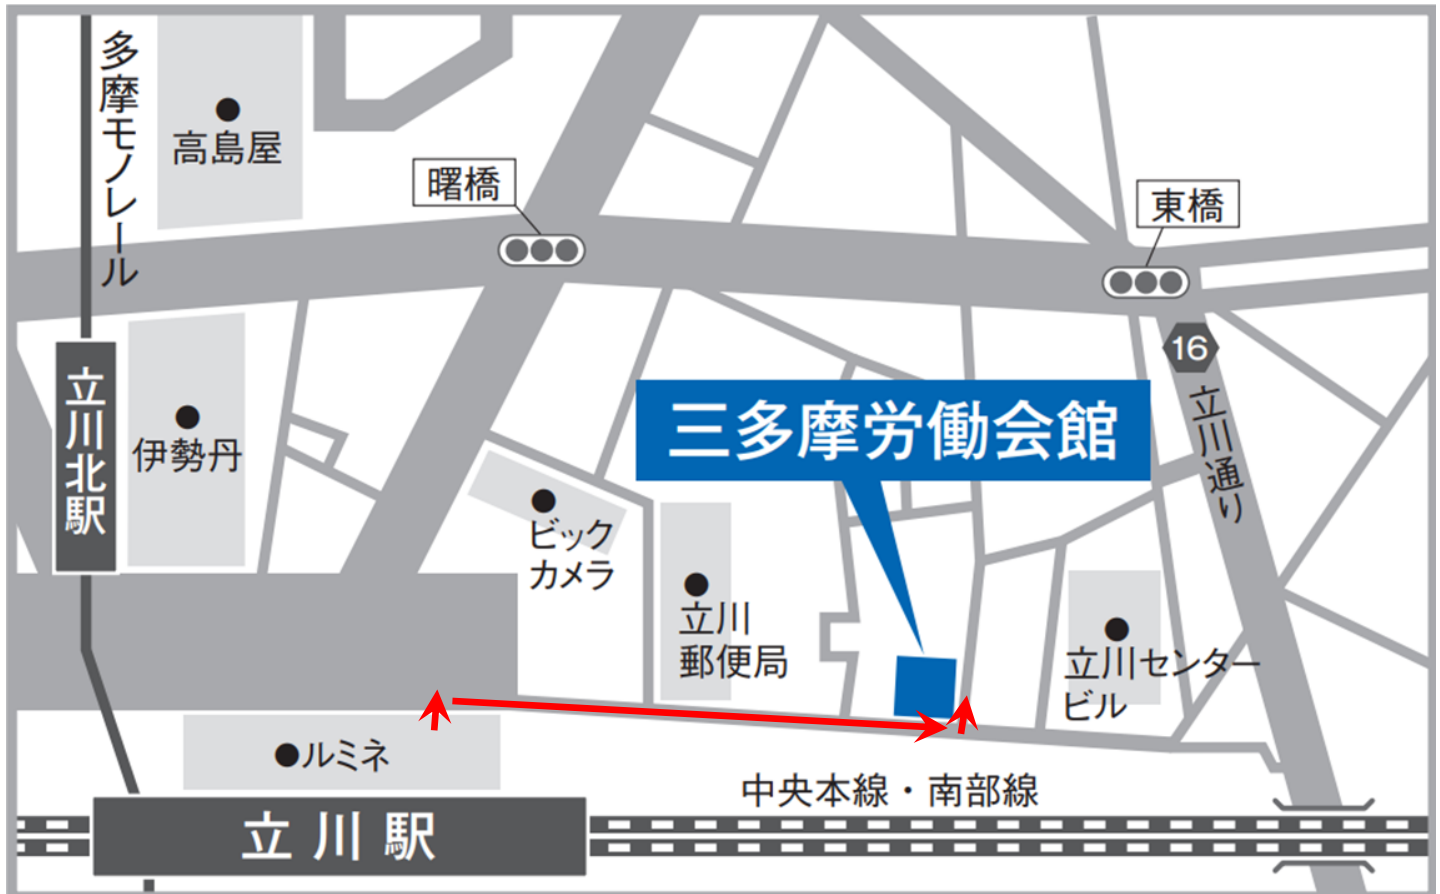 多摩モノレール
高島屋
曙橋
東橋
16
立川通り
立川北駅
伊勢丹
三多摩労働会館
ビック
カメラ
立川
郵便局
立川センター
ビル
ルミネ
中央本線・南部線
立川駅